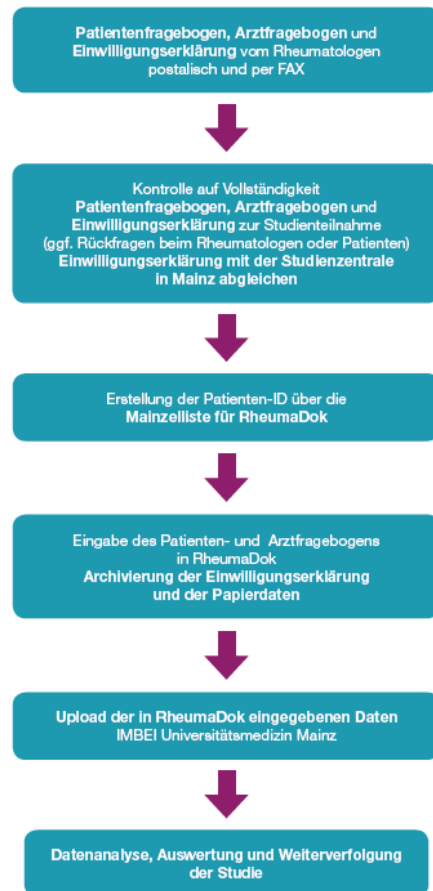 Patientenfragebogen, Arztfragebogen und
Einwilligungserklärung vom Rheumatologen
postalisch und per FAX
Kontrolle auf Vollständigkeit
Patientenfragebogen, Arztfragebogen und
Einwilligungserklärung zur Studienteilnahme
(ggf. Rückfragen beim Rheumatologen oder Patienten)
Einwilligungserklärung mit der Studienzentrale
in Mainz abgleichen
Erstellung der Patienten-ID über die
Mainzelliste für RheumaDok
Eingabe des Patienten- und Arztfragebogens
in RheumaDok
Archivierung der Einwilligungserklärung
und der Papierdaten
Upload der in RheumaDok eingegebenen Daten
IMBEI Universitätsmedizin Mainz
Datenanalyse, Auswertung und Weiterverfolgung
der Studie